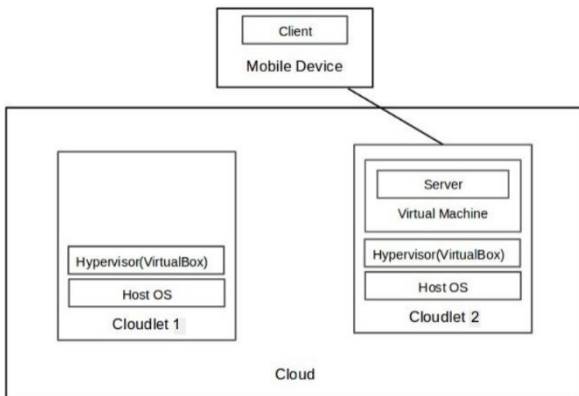 Client
Mobile Device
Server
Virtual Machine
Hypervisor(VirtualBox)
Hypervisor(VirtualBox)
Host OS
Host OS
Cloudlet 1
Cloudlet 2
Cloud